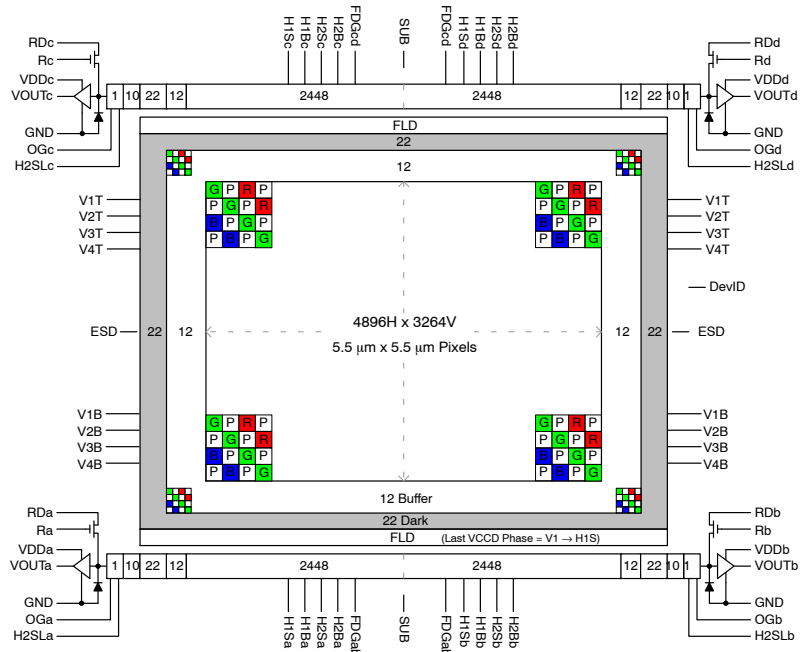 H1Sc
H1Bc
H2Sc
H2Bc
FDGcd
SUB
FDGcd
H1Sd
H1Bd
H2Sd
H2Bd
RDc
Rc
VDDc
VOUTc
GND
OGc
H2SLc
1 10 22 12 2448 2448 12 22 10 1
RDd
Rd
VDDd
VOUTd
GND
OGd
H2SLd
FLD
22
12
G P R P
P G P R
B P G P
P B P G
G P R P
P G P R
B P G P
P B P G
V1T
V2T
V3T
V4T
V1T
V2T
V3T
V4T
DevID
ESD
22
12
4896H x 3264V
5.5 μm x 5.5 μm Pixels
12
22
ESD
V1B
V2B
V3B
V4B
G P R P
P G P R
B P G P
P B P G
G P R P
P G P R
B P G P
P B P G
V1B
V2B
V3B
V4B
12 Buffer
22 Dark
FLD (Last VCCD Phase = V1 → H1S)
RDa
Ra
VDDa
VOUTa
GND
OGa
H2SLa
1 10 22 12 2448 2448 12 22 10 1
RDb
Rb
VDDb
VOUTb
GND
OGb
H2SLb
H1Sa
H1Ba
H2Sa
H2Ba
FDGab
SUB
FDGab
H1Sb
H1Bb
H2Sb
H2Bb